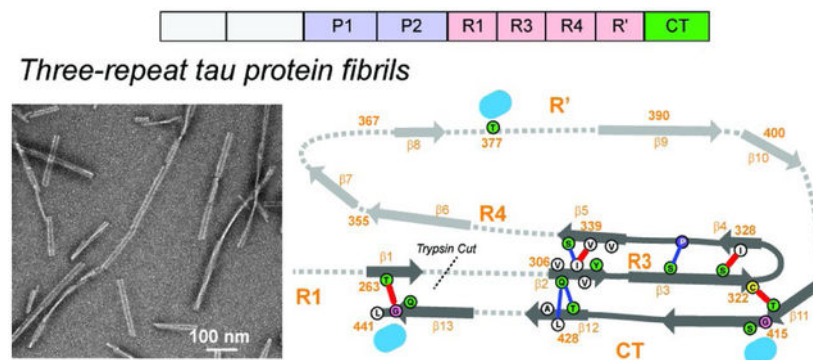 P1 P2 R1 R3 R4 R' CT
Three-repeat tau protein fibrils
100 nm
367
β8
T
377
R'
390
β9
400
β10
β7
355
β6
R4
β5
339
S V V
β4
328
P I
R3
S S
306
V I Y
β2
Q V
β3
C
322
T
β11
S G
415
R1
β1
Trypsin Cut
T
263
Q
L G
441
β13
A T
β12
L
428
CT